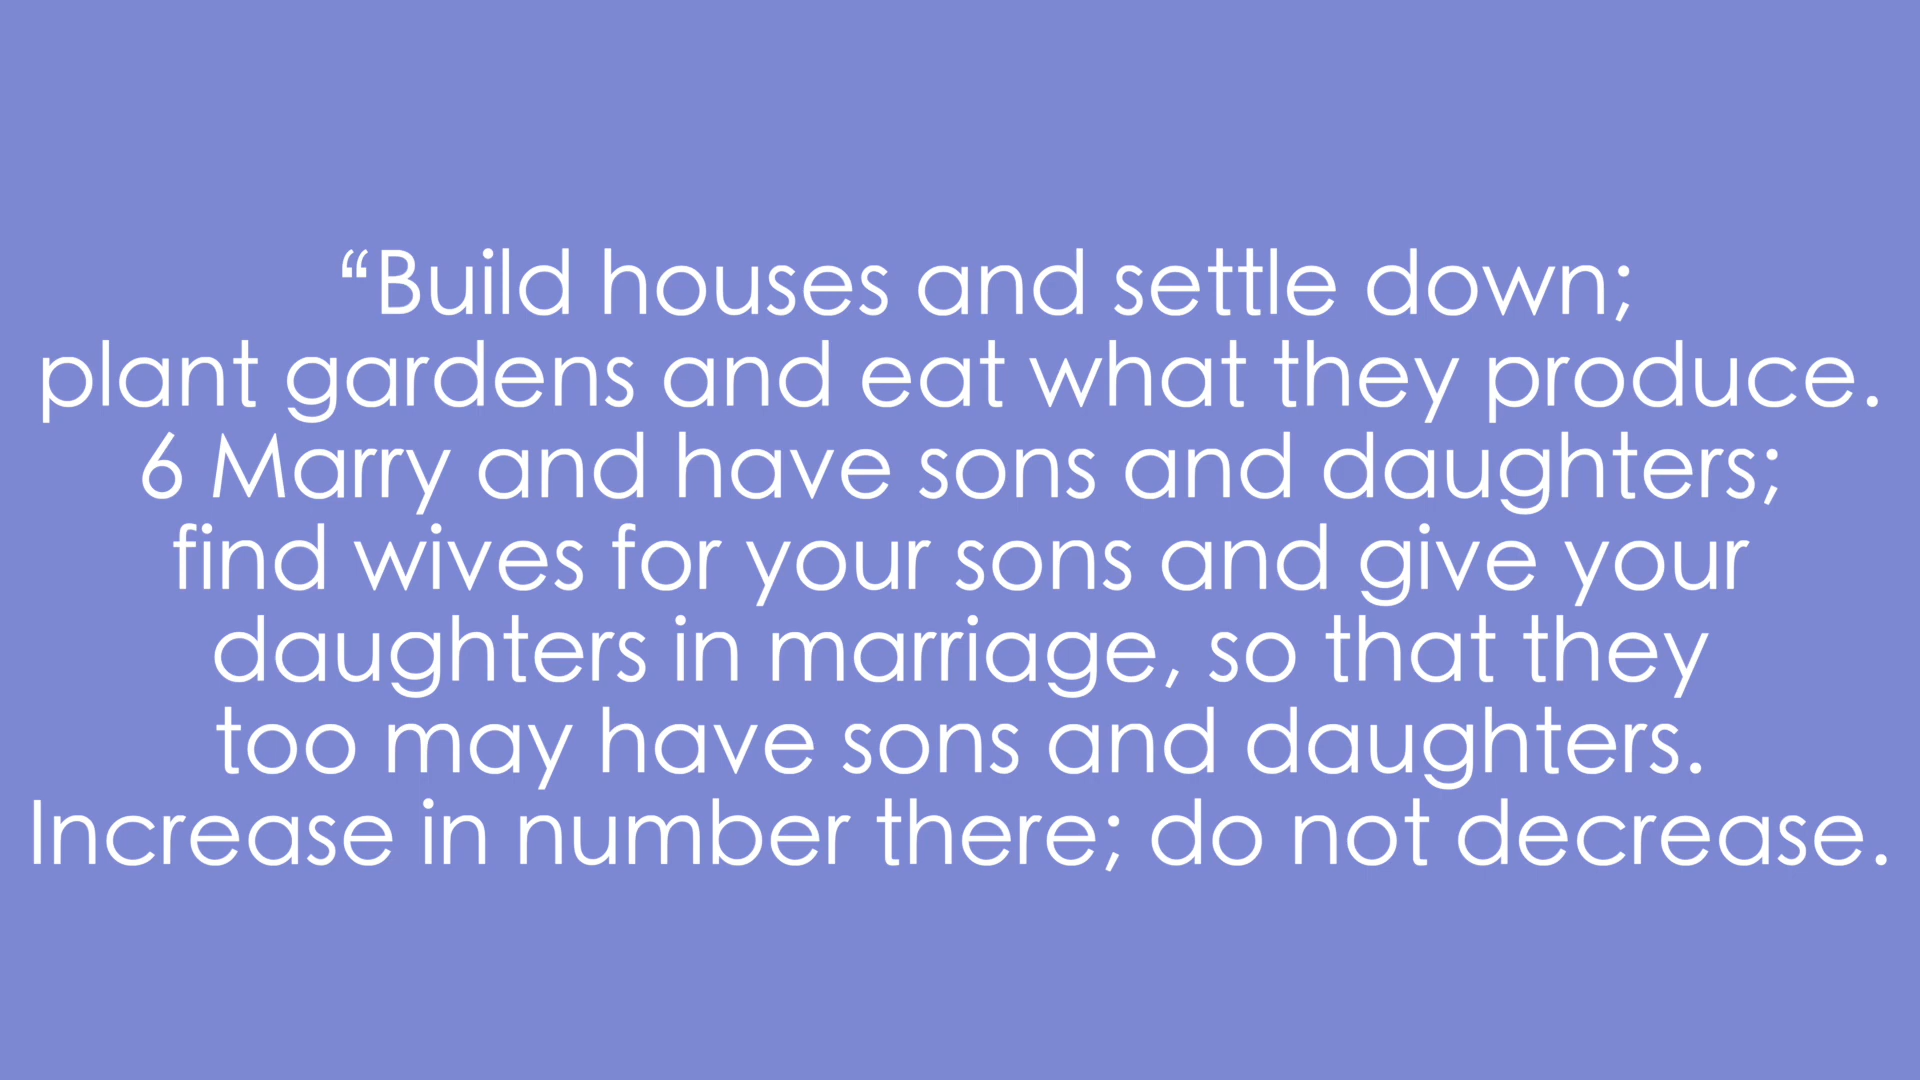 “Build houses and settle down;
plant gardens and eat what they produce.
6 Marry and have sons and daughters;
find wives for your sons and give your
daughters in marriage, so that they
too may have sons and daughters.
Increase in number there; do not decrease.